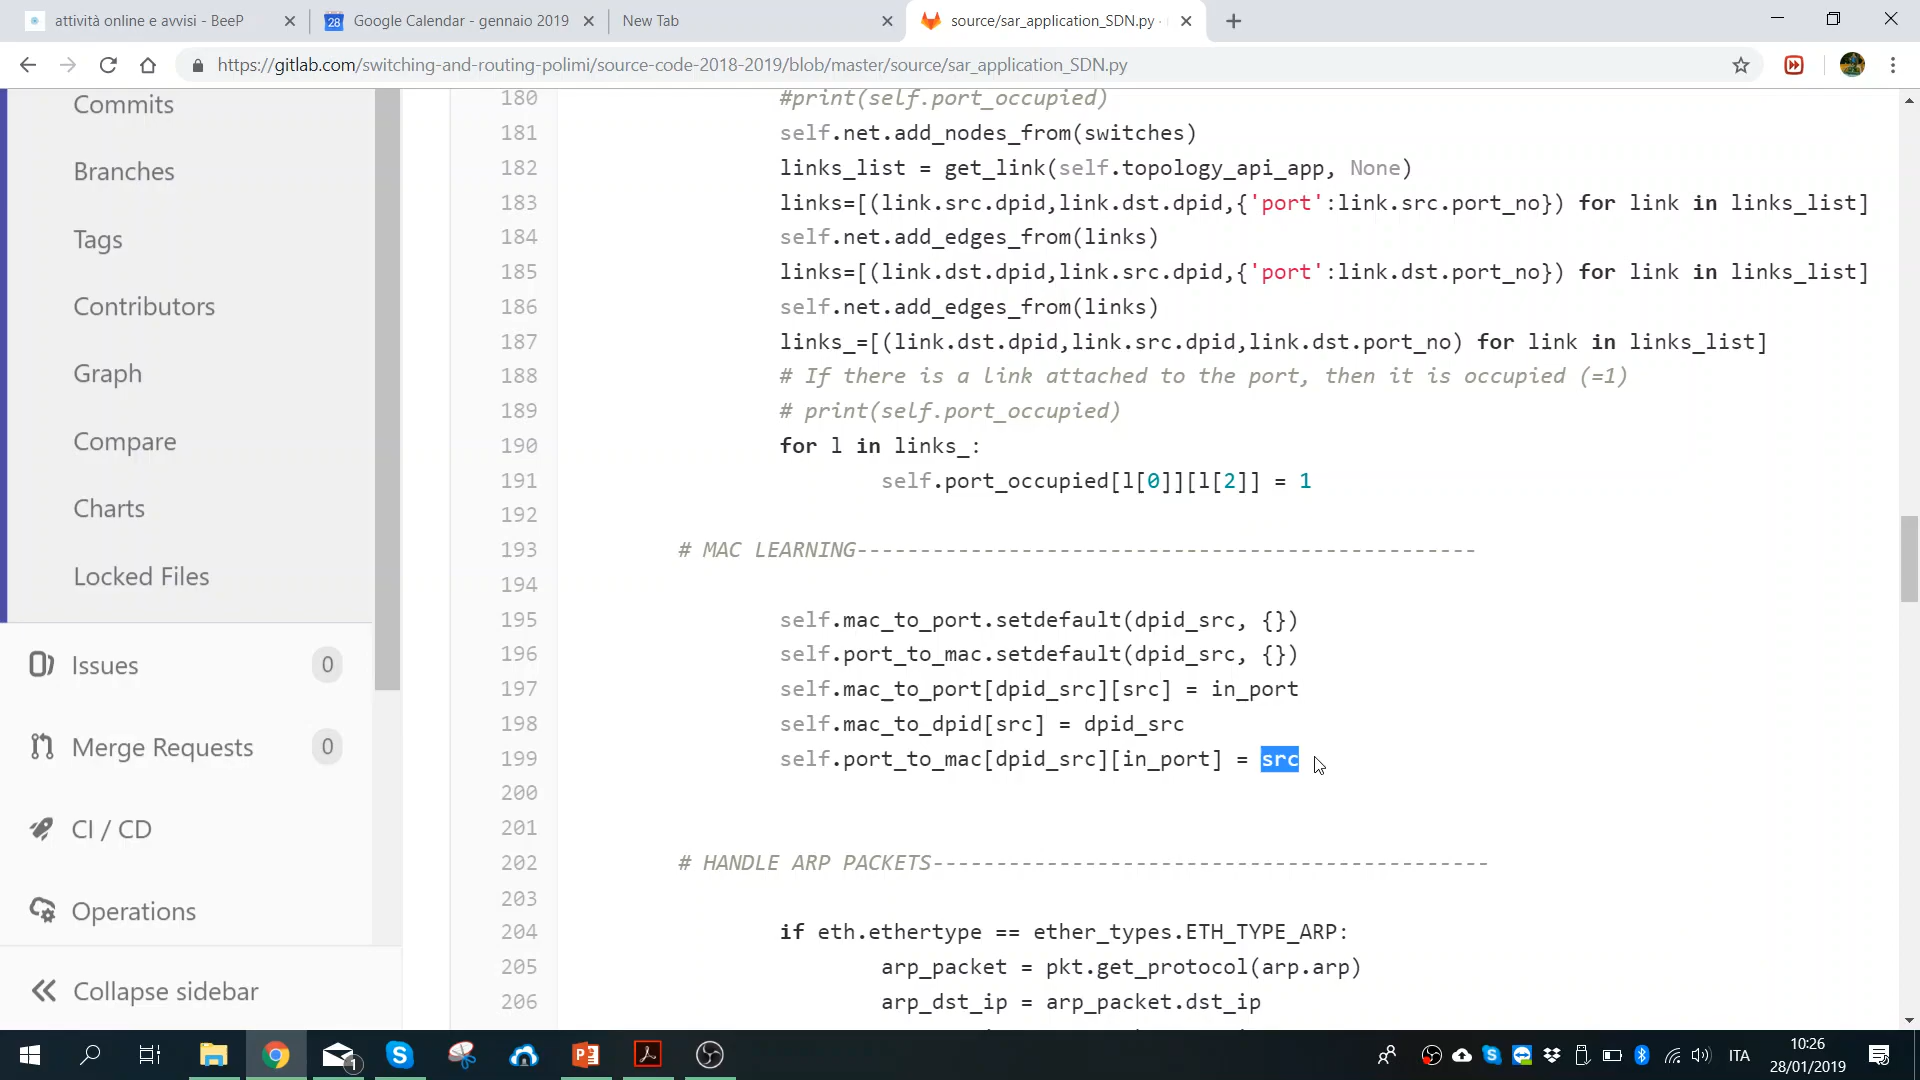 attività online e avvisi - BeeP
Google Calendar - gennaio 2019
New Tab
source/sar_application_SDN.py ·
https://gitlab.com/switching-and-routing-polimi/source-code-2018-2019/blob/master/source/sar_application_SDN.py
Commits
Branches
Tags
Contributors
Graph
Compare
Charts
Locked Files
Issues 0
Merge Requests 0
CI / CD
Operations
Collapse sidebar
180 #print(self.port_occupied)
181 self.net.add_nodes_from(switches)
182 links_list = get_link(self.topology_api_app, None)
183 links=[(link.src.dpid,link.dst.dpid,{'port':link.src.port_no}) for link in links_list]
184 self.net.add_edges_from(links)
185 links=[(link.dst.dpid,link.src.dpid,{'port':link.dst.port_no}) for link in links_list]
186 self.net.add_edges_from(links)
187 links_=[(link.dst.dpid,link.src.dpid,link.dst.port_no) for link in links_list]
188 # If there is a link attached to the port, then it is occupied (=1)
189 # print(self.port_occupied)
190 for l in links_:
191 self.port_occupied[l[0]][l[2]] = 1
192
193 # MAC LEARNING-------------------------------------------------
194
195 self.mac_to_port.setdefault(dpid_src, {})
196 self.port_to_mac.setdefault(dpid_src, {})
197 self.mac_to_port[dpid_src][src] = in_port
198 self.mac_to_dpid[src] = dpid_src
199 self.port_to_mac[dpid_src][in_port] = src
200
201
202 # HANDLE ARP PACKETS--------------------------------------------
203
204 if eth.ethertype == ether_types.ETH_TYPE_ARP:
205 arp_packet = pkt.get_protocol(arp.arp)
206 arp_dst_ip = arp_packet.dst_ip
1
ITA
10:26
28/01/2019